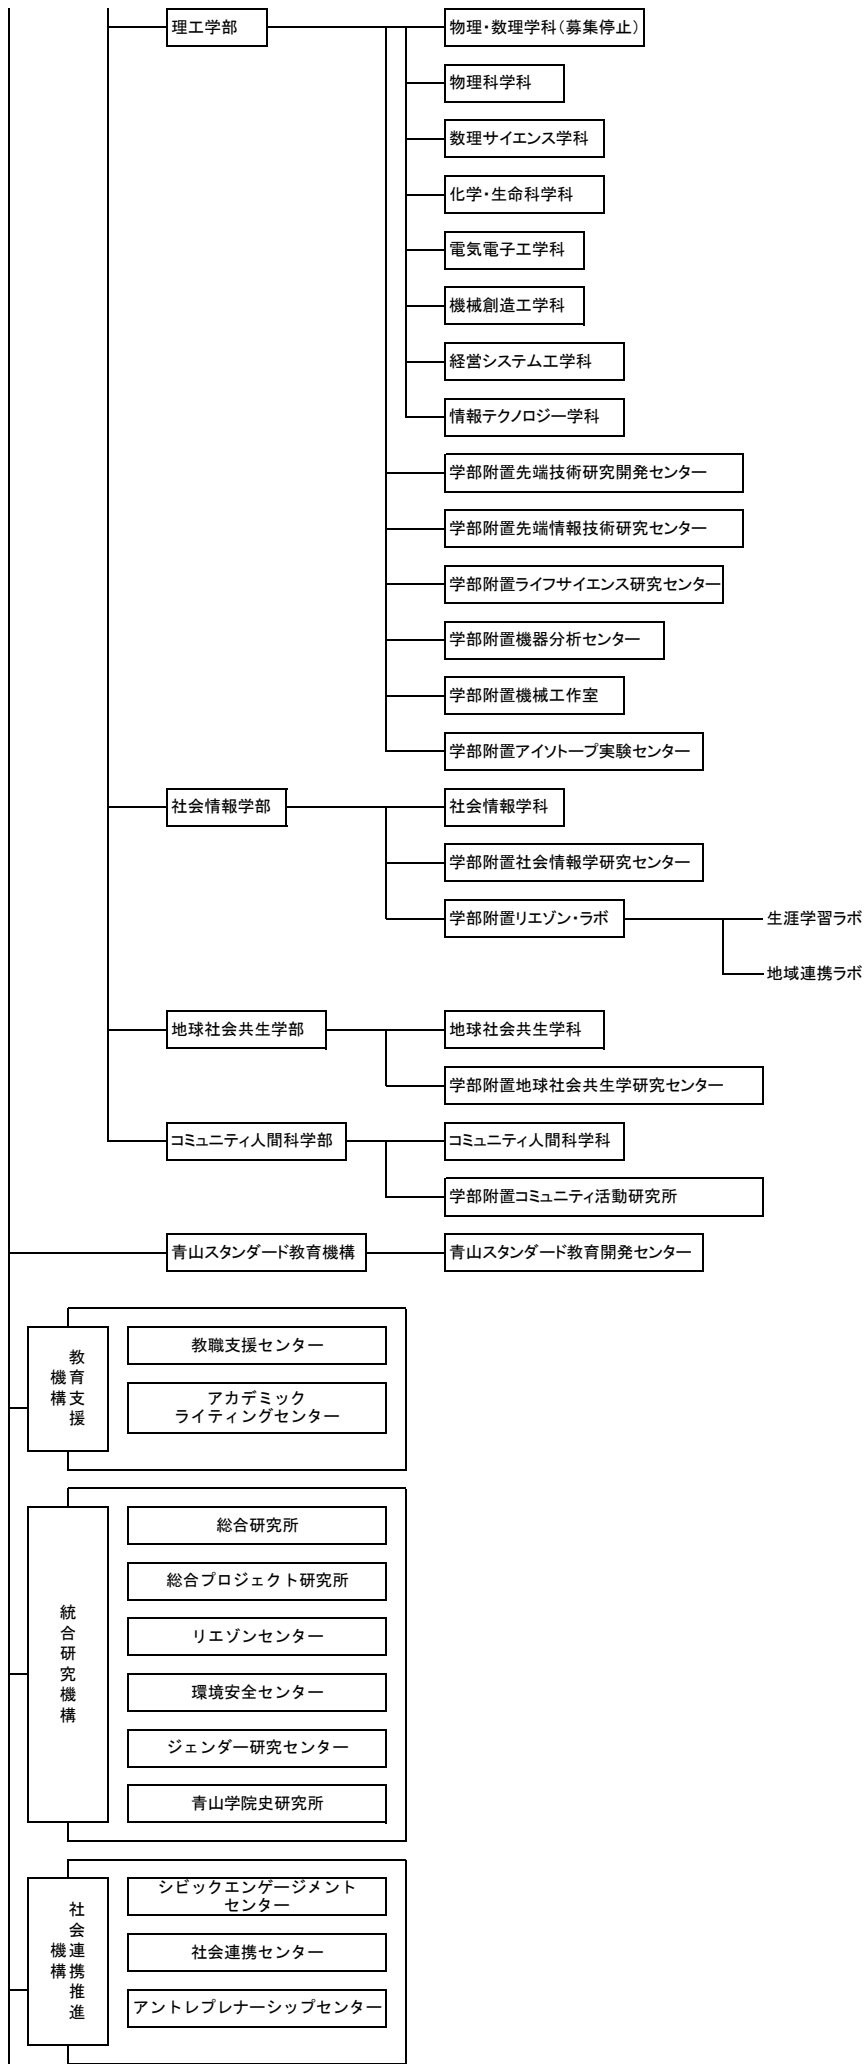 理工学部
物理・数理学科（募集停止）
物理科学科
数理サイエンス学科
化学・生命科学科
電気電子工学科
機械創造工学科
経営システム工学科
情報テクノロジー学科
学部附置先端技術研究開発センター
学部附置先端情報技術研究センター
学部附置ライフサイエンス研究センター
学部附置機器分析センター
学部附置機械工作室
学部附置アイソトープ実験センター
社会情報学部
社会情報学科
学部附置社会情報学研究センター
学部附置リエゾン・ラボ
生涯学習ラボ
地域連携ラボ
地球社会共生学部
地球社会共生学科
学部附置地球社会共生学研究センター
コミュニティ人間科学部
コミュニティ人間科学科
学部附置コミュニティ活動研究所
青山スタンダード教育機構
青山スタンダード教育開発センター
教育支援
機構
教職支援センター
アカデミック
ライティングセンター
統合研究機構
総合研究所
総合プロジェクト研究所
リエゾンセンター
環境安全センター
ジェンダー研究センター
青山学院史研究所
社会連携推進
機構
シビックエンゲージメント
センター
社会連携センター
アントレプレナーシップセンター